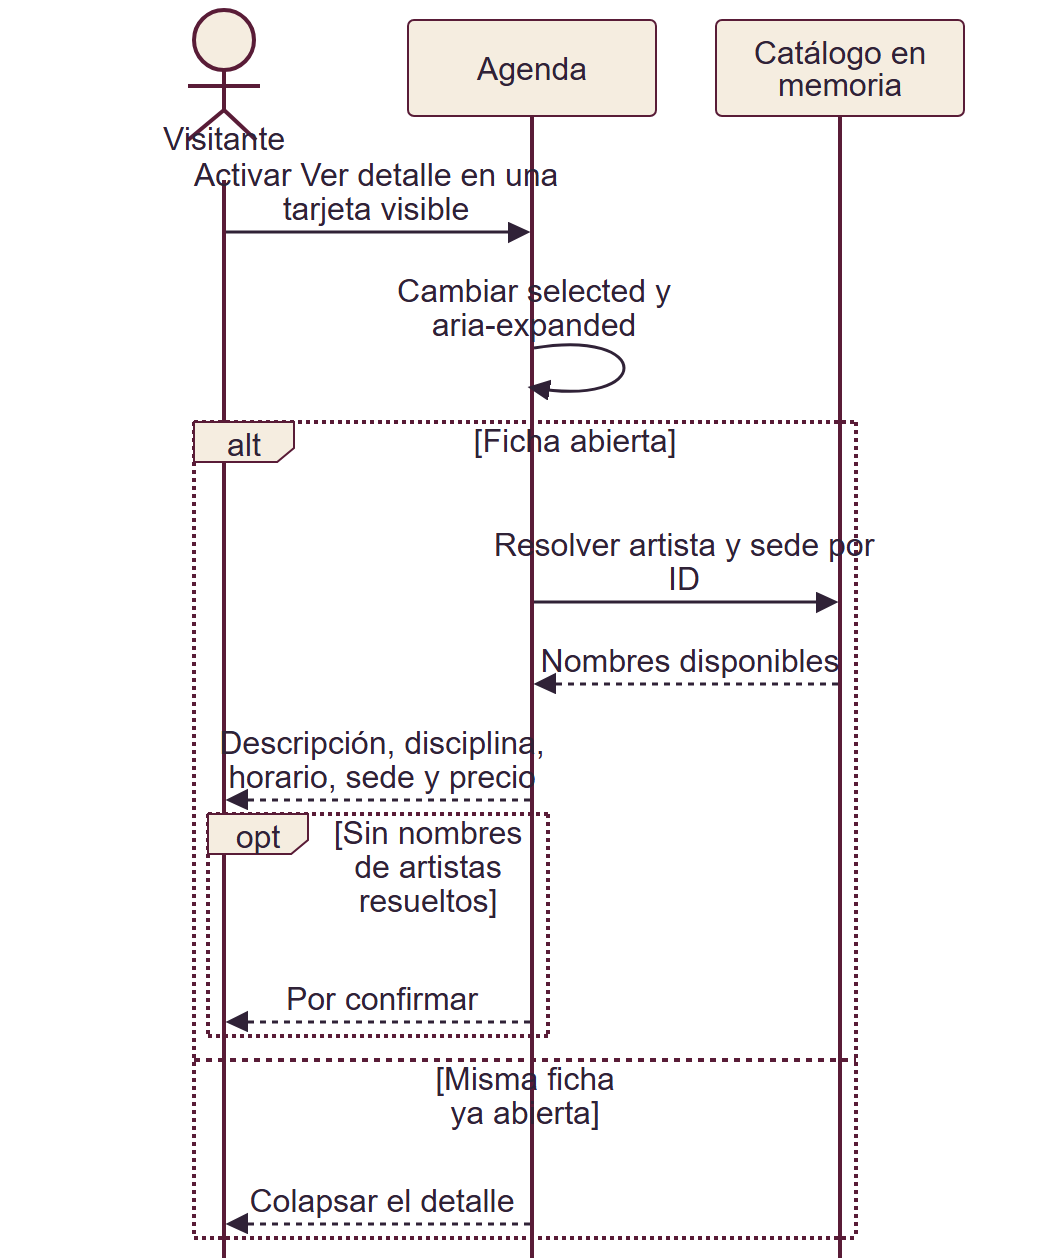 Visitante
Agenda
Catálogo en
memoria
Activar Ver detalle en una
tarjeta visible
Cambiar selected y
aria-expanded
alt
[Ficha abierta]
Resolver artista y sede por
ID
Nombres disponibles
Descripción, disciplina,
horario, sede y precio
opt
[Sin nombres
de artistas
resueltos]
Por confirmar
[Misma ficha
ya abierta]
Colapsar el detalle